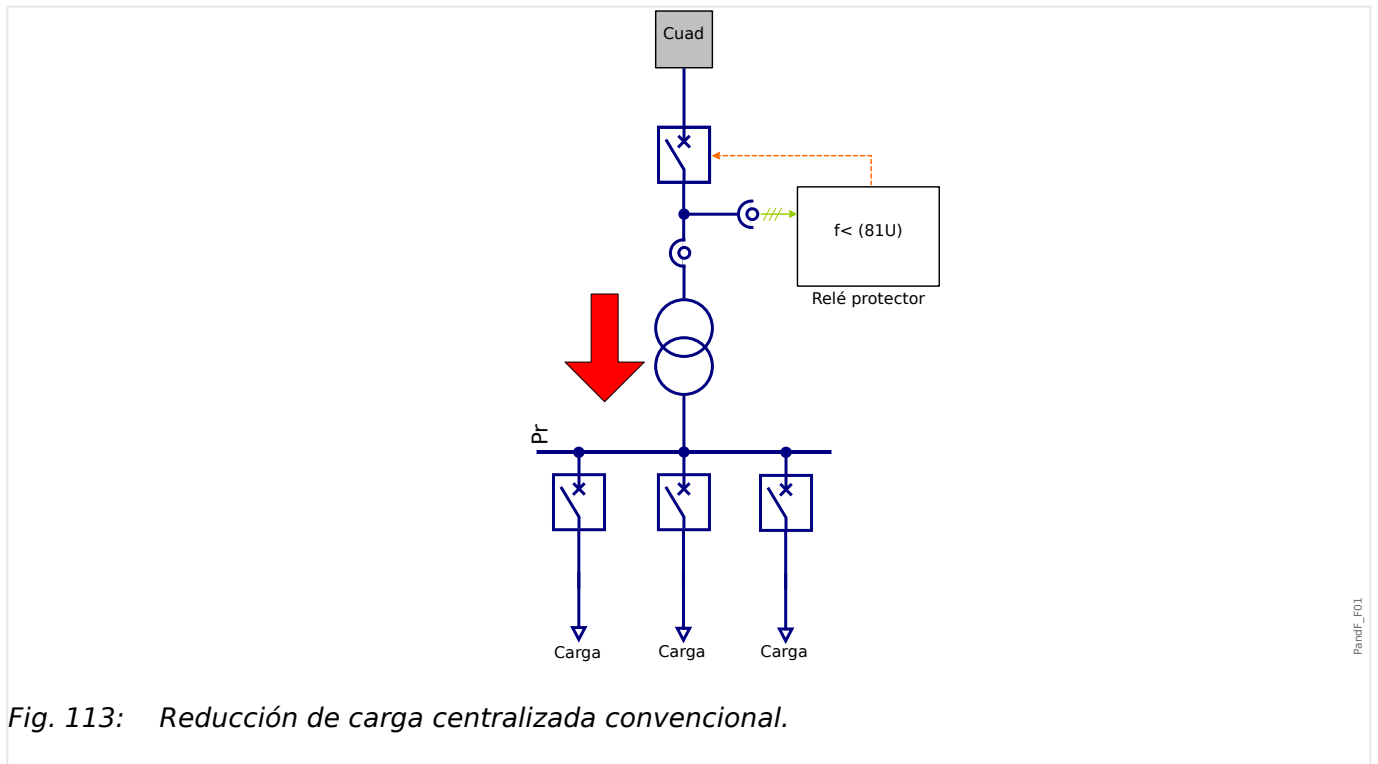 Cuad
f< (81U)
Relé protector
Pr
Carga
Carga
Carga
PandF_F01
Fig. 113: Reducción de carga centralizada convencional.